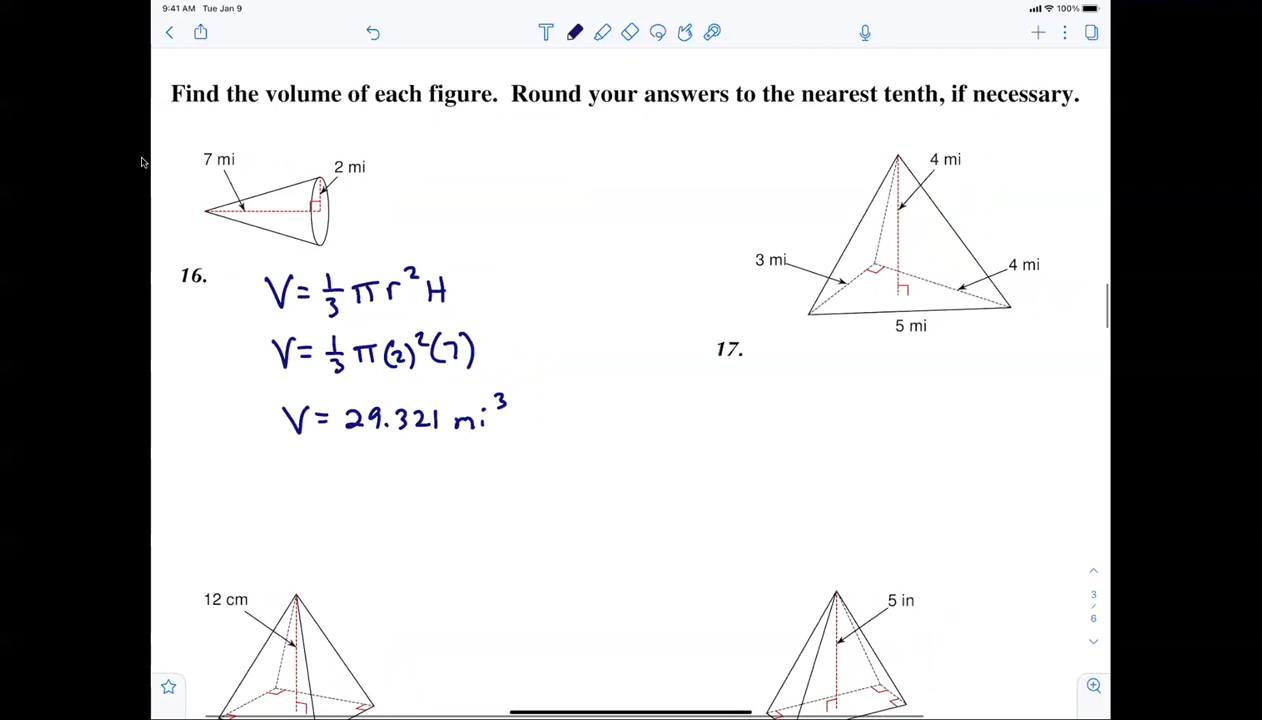 9:41 AM Tue Jan 9
100%
Find the volume of each figure. Round your answers to the nearest tenth, if necessary.
7 mi
2 mi
16.
V = 1/3 π r² H
V = 1/3 π (2)² (7)
V = 29.321 mi³
4 mi
3 mi
4 mi
5 mi
17.
12 cm
5 in
3
/
6